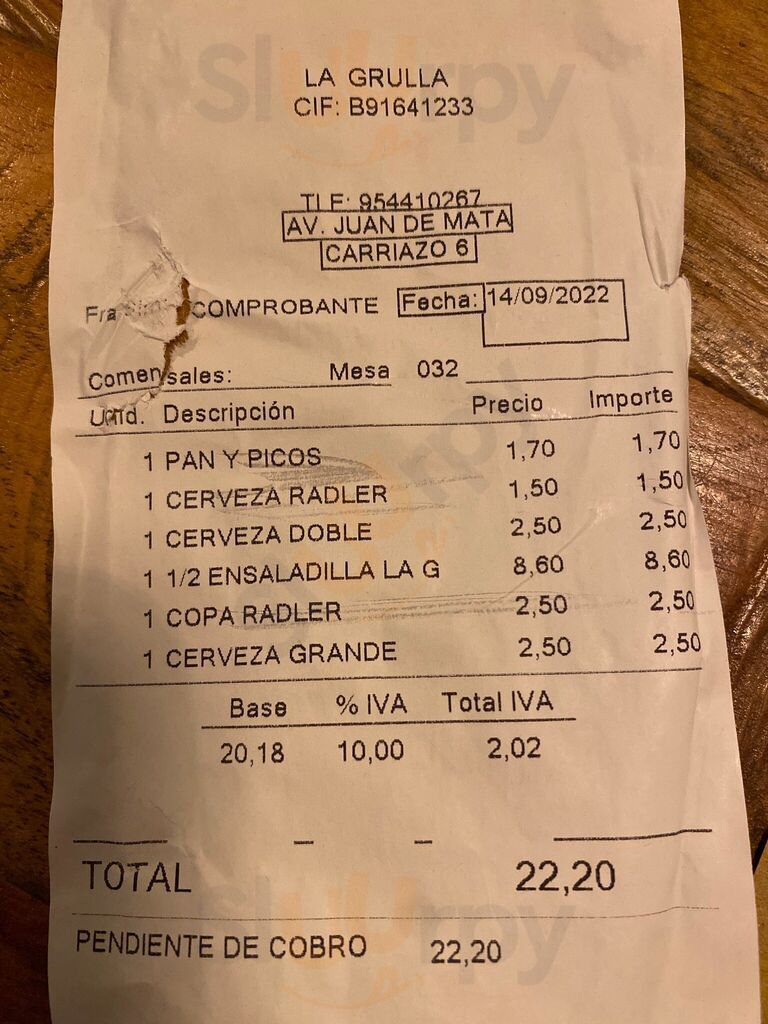 LA GRULLA
CIF: B91641233
TLF: 954410267
AV. JUAN DE MATA
CARRIAZO 6
Fra COMPROBANTE Fecha: 14/09/2022
Comensales: Mesa 032
Unid. Descripción Precio Importe
1 PAN Y PICOS 1,70 1,70
1 CERVEZA RADLER 1,50 1,50
1 CERVEZA DOBLE 2,50 2,50
1 1/2 ENSALADILLA LA G 8,60 8,60
1 COPA RADLER 2,50 2,50
1 CERVEZA GRANDE 2,50 2,50
Base % IVA Total IVA
20,18 10,00 2,02
TOTAL 22,20
PENDIENTE DE COBRO 22,20
Slurpy
Slurpy
Slurpy